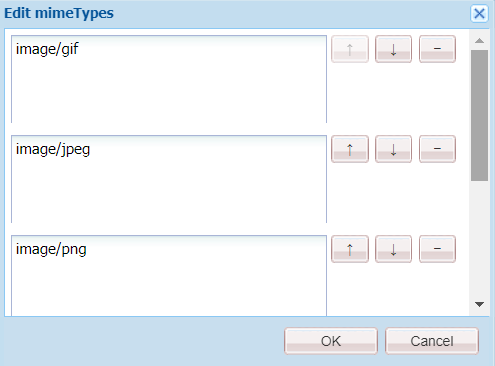 Edit mimeTypes
image/gif
↑ ↓ −
image/jpeg
↑ ↓ −
image/png
↑ ↓ −
OK Cancel